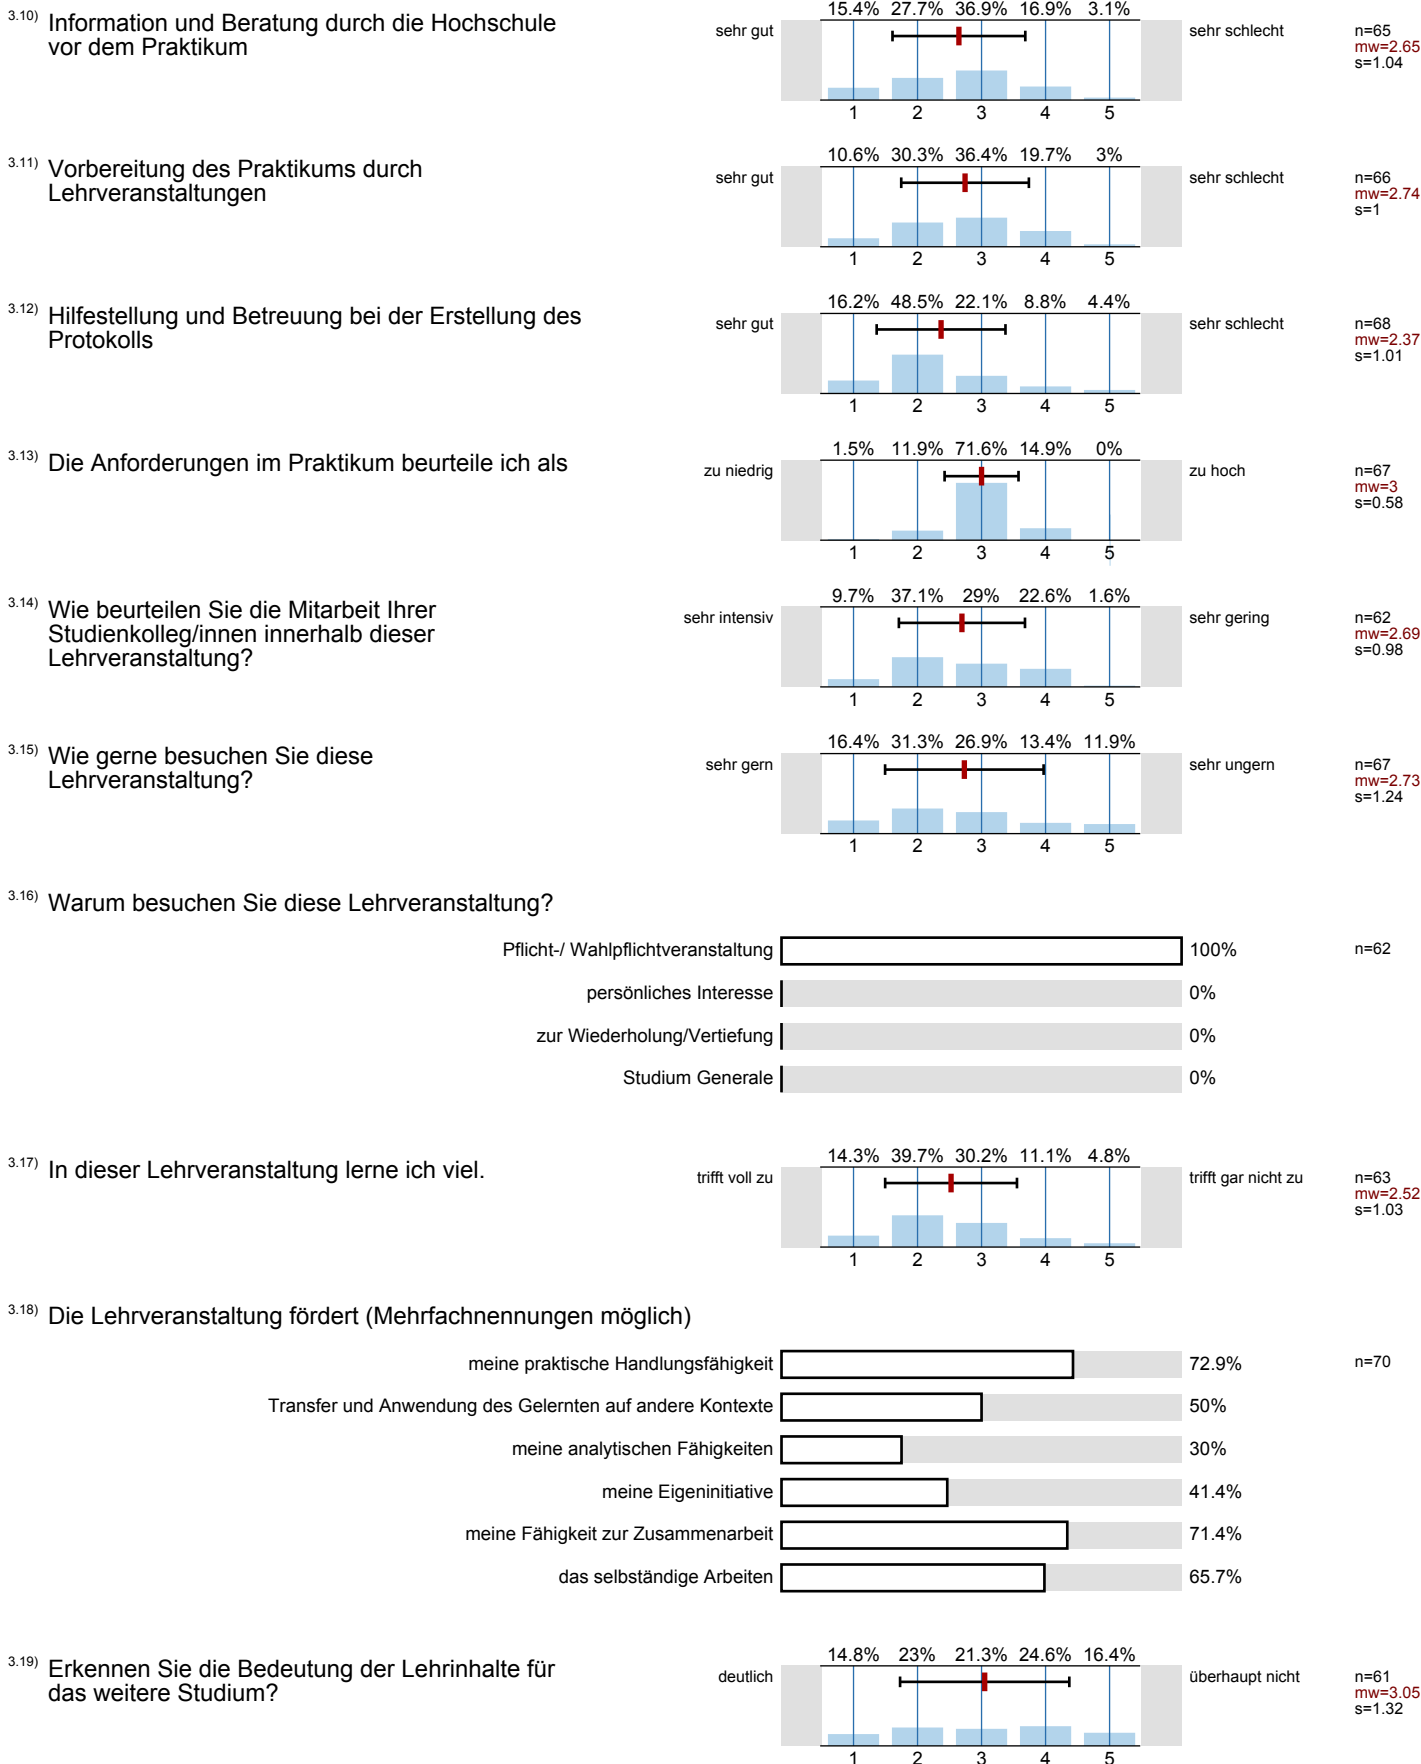 3.10) Information und Beratung durch die Hochschule
vor dem Praktikum
15.4% 27.7% 36.9% 16.9% 3.1%
sehr gut
sehr schlecht
n=65
mw=2.65
s=1.04
1 2 3 4 5
3.11) Vorbereitung des Praktikums durch
Lehrveranstaltungen
10.6% 30.3% 36.4% 19.7% 3%
sehr gut
sehr schlecht
n=66
mw=2.74
s=1
1 2 3 4 5
3.12) Hilfestellung und Betreuung bei der Erstellung des
Protokolls
16.2% 48.5% 22.1% 8.8% 4.4%
sehr gut
sehr schlecht
n=68
mw=2.37
s=1.01
1 2 3 4 5
3.13) Die Anforderungen im Praktikum beurteile ich als
1.5% 11.9% 71.6% 14.9% 0%
zu niedrig
zu hoch
n=67
mw=3
s=0.58
1 2 3 4 5
3.14) Wie beurteilen Sie die Mitarbeit Ihrer
Studienkolleg/innen innerhalb dieser
Lehrveranstaltung?
9.7% 37.1% 29% 22.6% 1.6%
sehr intensiv
sehr gering
n=62
mw=2.69
s=0.98
1 2 3 4 5
3.15) Wie gerne besuchen Sie diese
Lehrveranstaltung?
16.4% 31.3% 26.9% 13.4% 11.9%
sehr gern
sehr ungern
n=67
mw=2.73
s=1.24
1 2 3 4 5
3.16) Warum besuchen Sie diese Lehrveranstaltung?
Pflicht-/ Wahlpflichtveranstaltung 100% n=62
persönliches Interesse 0%
zur Wiederholung/Vertiefung 0%
Studium Generale 0%
3.17) In dieser Lehrveranstaltung lerne ich viel.
14.3% 39.7% 30.2% 11.1% 4.8%
trifft voll zu
trifft gar nicht zu
n=63
mw=2.52
s=1.03
1 2 3 4 5
3.18) Die Lehrveranstaltung fördert (Mehrfachnennungen möglich)
meine praktische Handlungsfähigkeit 72.9% n=70
Transfer und Anwendung des Gelernten auf andere Kontexte 50%
meine analytischen Fähigkeiten 30%
meine Eigeninitiative 41.4%
meine Fähigkeit zur Zusammenarbeit 71.4%
das selbständige Arbeiten 65.7%
3.19) Erkennen Sie die Bedeutung der Lehrinhalte für
das weitere Studium?
14.8% 23% 21.3% 24.6% 16.4%
deutlich
überhaupt nicht
n=61
mw=3.05
s=1.32
1 2 3 4 5